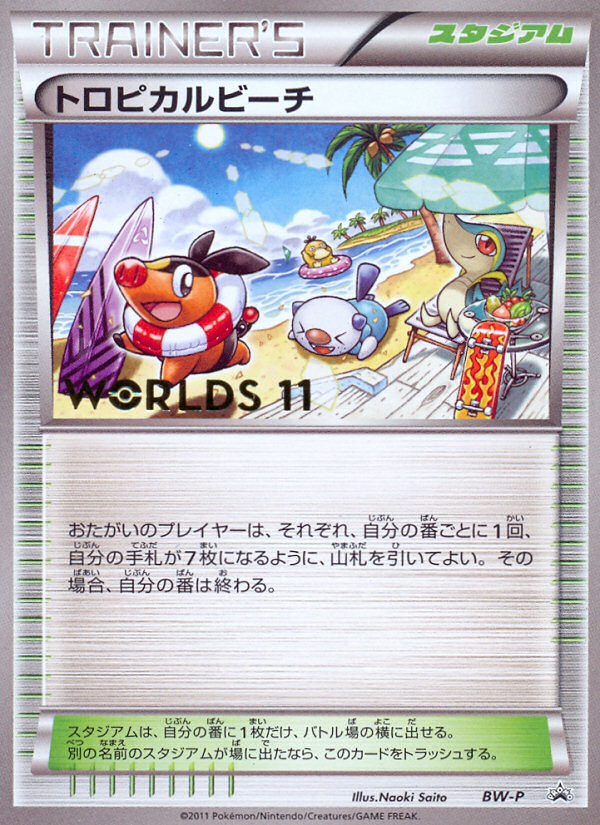 TRAINER'S
スタジアム
トロピカルビーチ
WORLDS 11
おたがいのプレイヤーは、それぞれ、自分の番ごとに1回、
自分の手札が7枚になるように、山札を引いてよい。その
場合、自分の番は終わる。
スタジアムは、自分の番に1枚だけ、バトル場の横に出せる。
別の名前のスタジアムが場に出たなら、このカードをトラッシュする。
Illus.Naoki Saito
BW-P
©2011 Pokémon/Nintendo/Creatures/GAME FREAK.